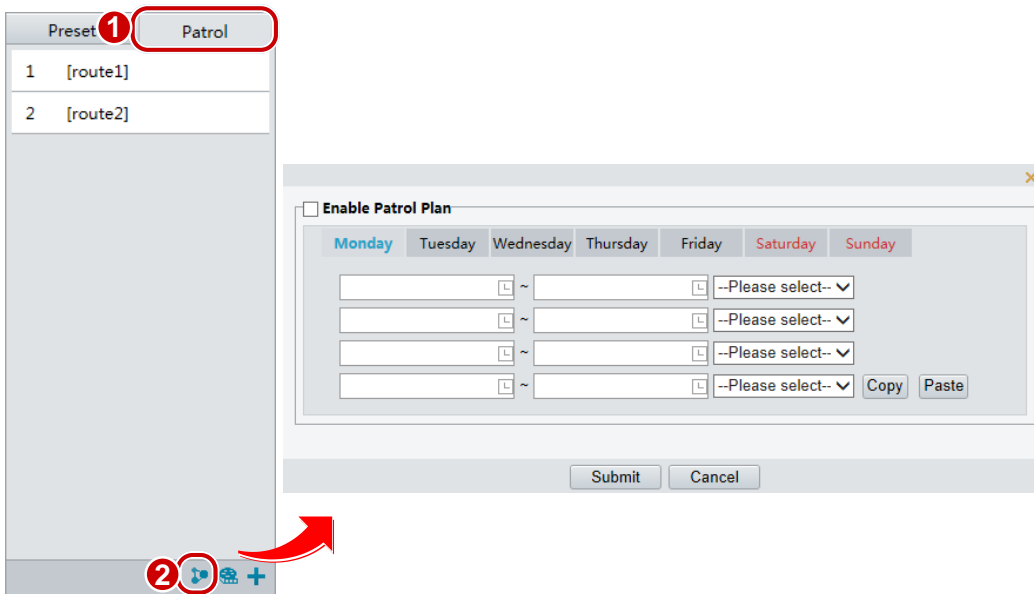 Preset 1 Patrol
1 [route1]
2 [route2]
Enable Patrol Plan
Monday Tuesday Wednesday Thursday Friday Saturday Sunday
~ --Please select--
~ --Please select--
~ --Please select--
~ --Please select-- Copy Paste
Submit Cancel
2